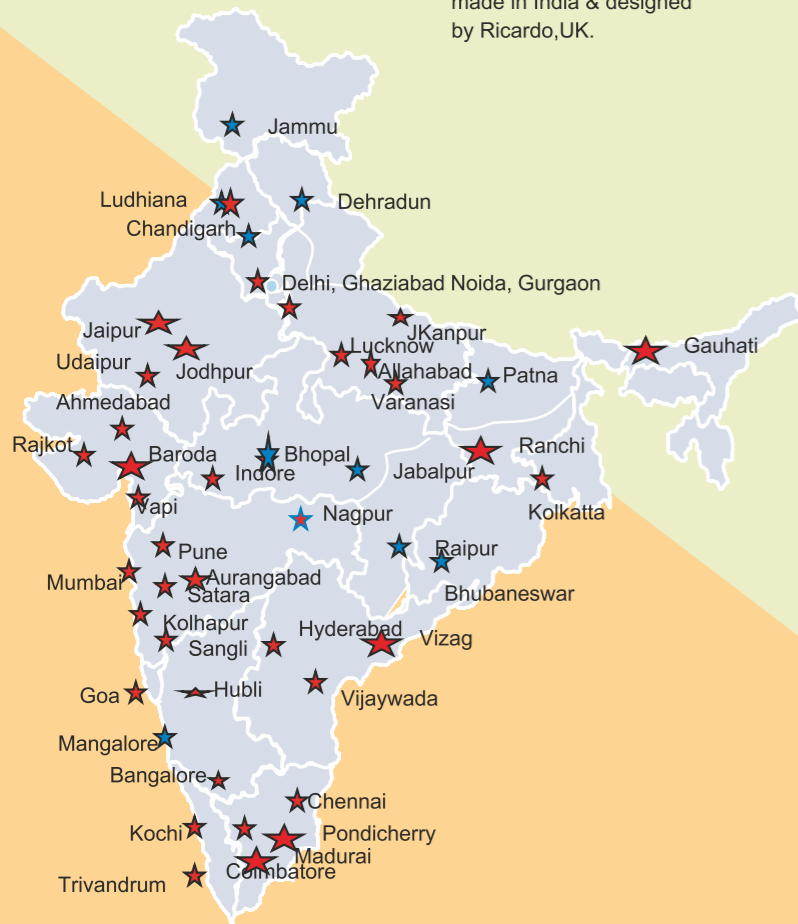 made in India & designed
by Ricardo,UK.
Jammu
Ludhiana
Dehradun
Chandigarh
Delhi, Ghaziabad Noida, Gurgaon
Jaipur
JKanpur
Lucknow
Gauhati
Udaipur
Jodhpur
Allahabad
Patna
Ahmedabad
Varanasi
Rajkot
Baroda
Bhopal
Ranchi
Indore
Jabalpur
Vapi
Nagpur
Kolkatta
Pune
Raipur
Mumbai
Aurangabad
Satara
Bhubaneswar
Kolhapur
Hyderabad
Vizag
Sangli
Goa
Hubli
Vijaywada
Mangalore
Bangalore
Chennai
Kochi
Pondicherry
Madurai
Coimbatore
Trivandrum